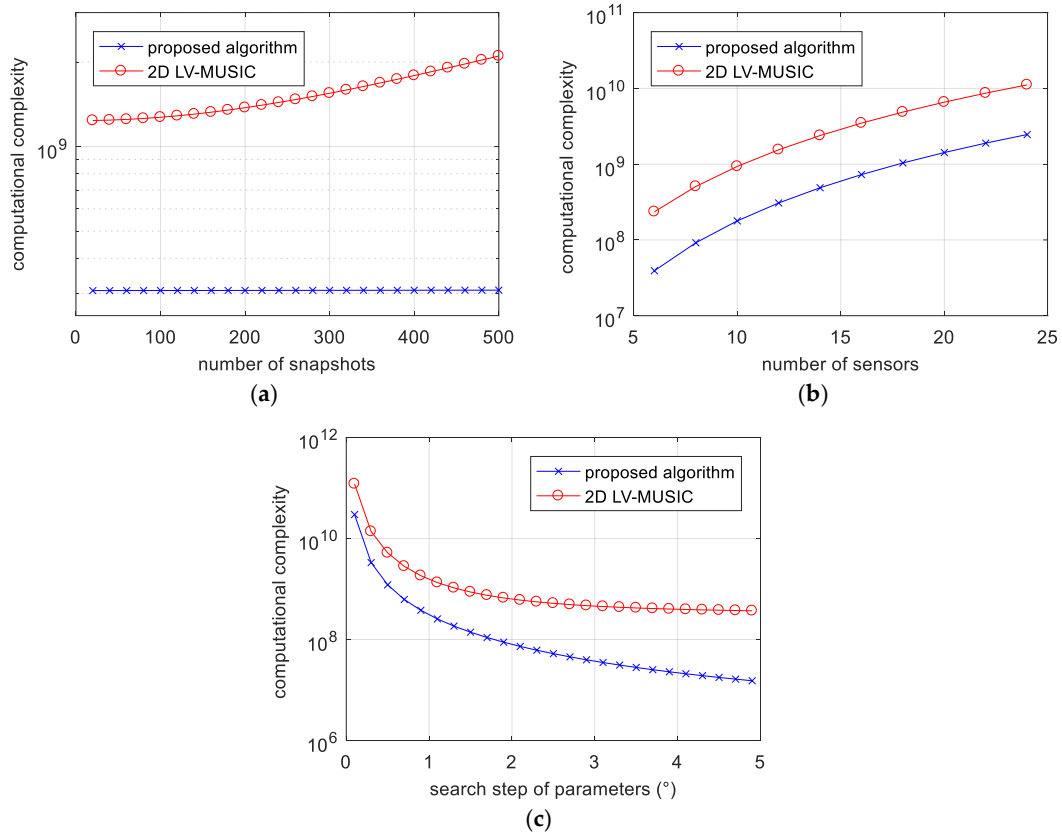 computational complexity
proposed algorithm
2D LV-MUSIC
10^9
0 100 200 300 400 500
number of snapshots
(a)
computational complexity
proposed algorithm
2D LV-MUSIC
10^11
10^10
10^9
10^8
10^7
5 10 15 20 25
number of sensors
(b)
computational complexity
proposed algorithm
2D LV-MUSIC
10^12
10^10
10^8
10^6
0 1 2 3 4 5
search step of parameters (°)
(c)